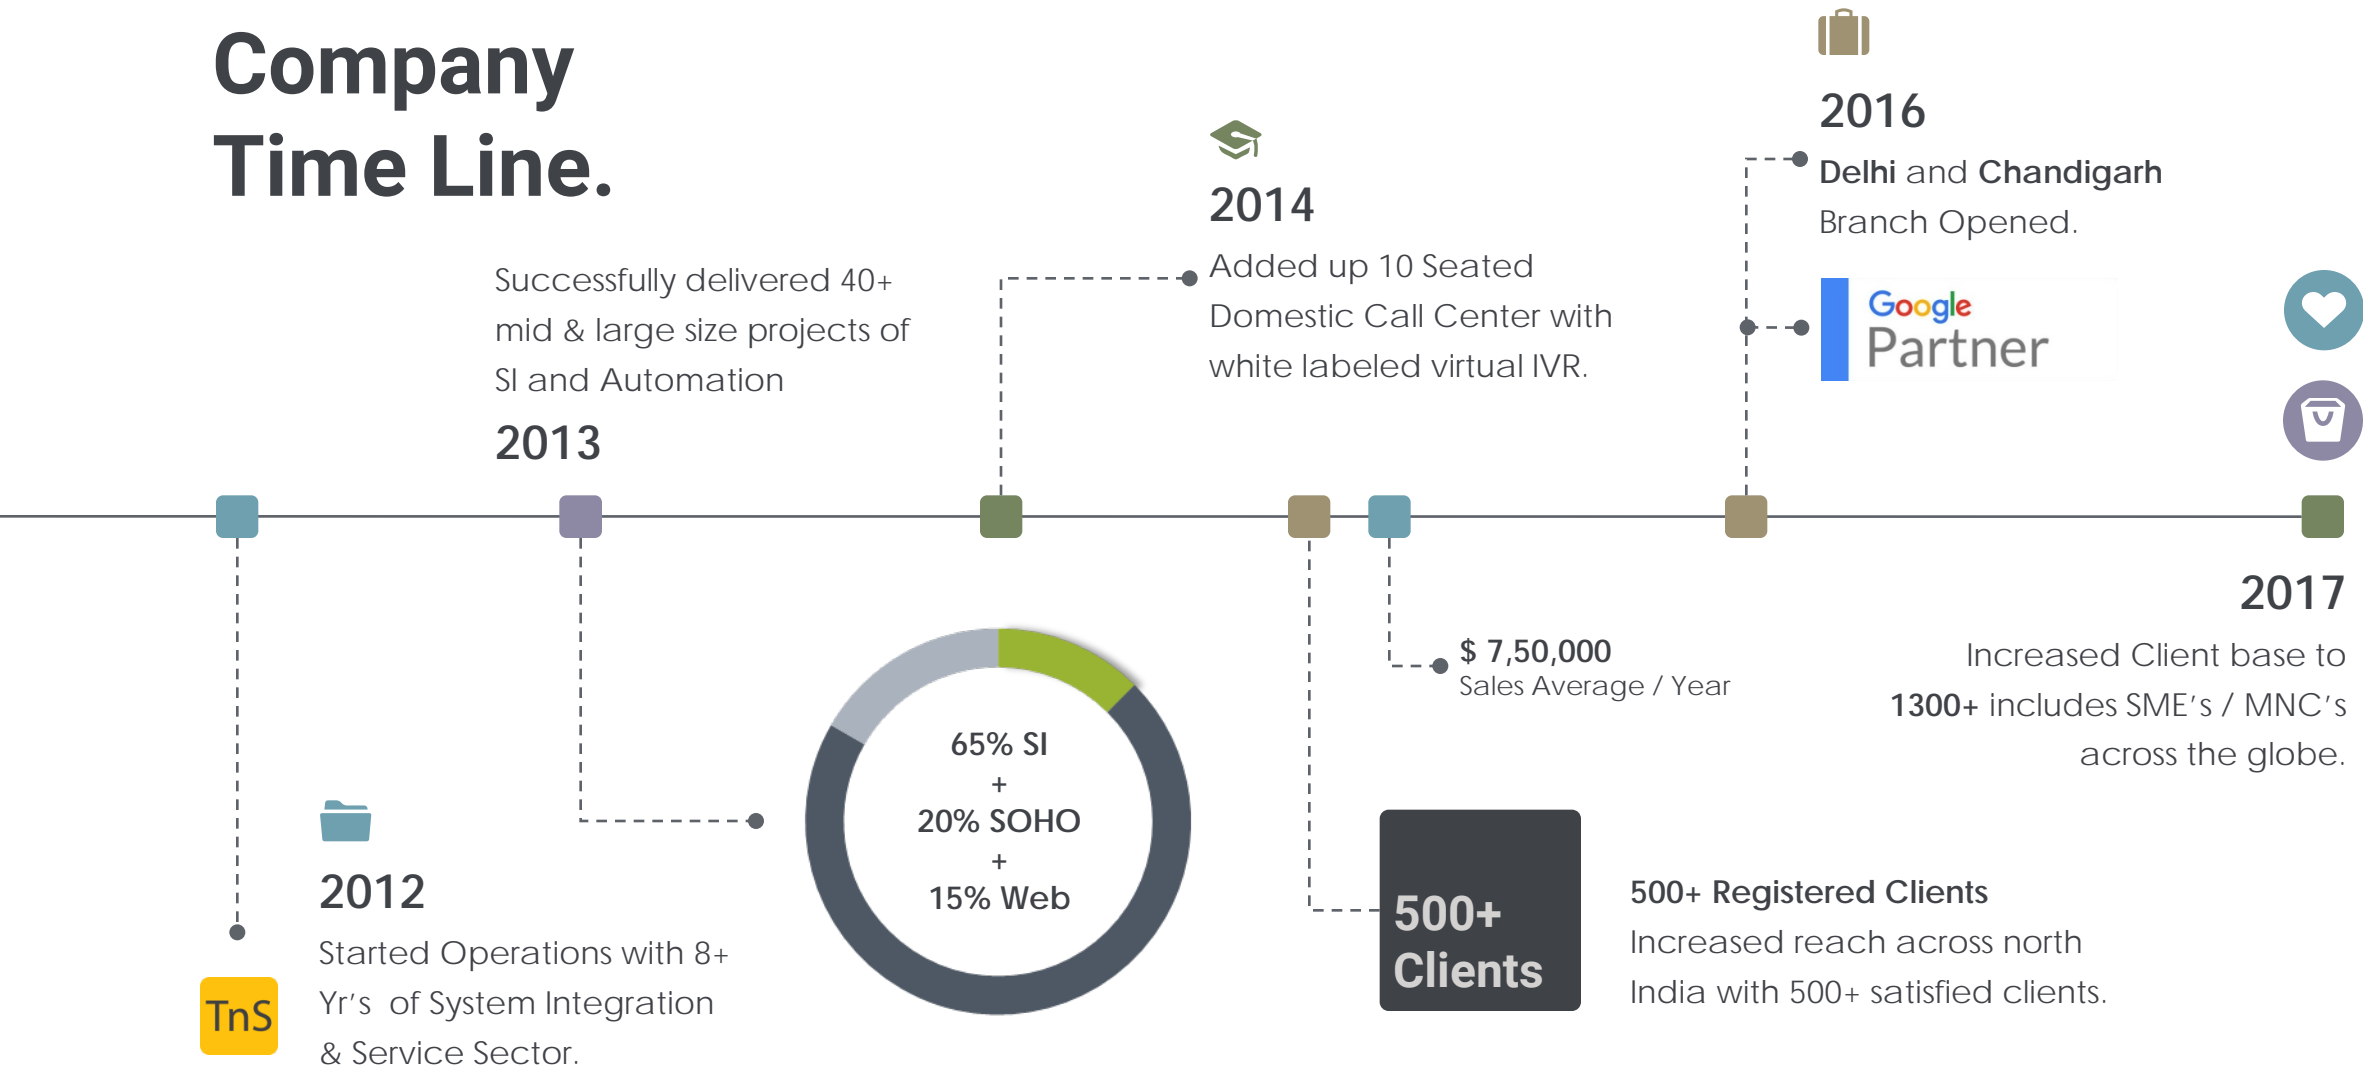 Company
Time Line.
Successfully delivered 40+
mid & large size projects of
SI and Automation
2013
2014
Added up 10 Seated
Domestic Call Center with
white labeled virtual IVR.
2016
Delhi and Chandigarh
Branch Opened.
Google
Partner
2017
Increased Client base to
1300+ includes SME's / MNC's
across the globe.
$ 7,50,000
Sales Average / Year
65% SI
+
20% SOHO
+
15% Web
2012
Started Operations with 8+
Yr's of System Integration
& Service Sector.
TnS
500+
Clients
500+ Registered Clients
Increased reach across north
India with 500+ satisfied clients.